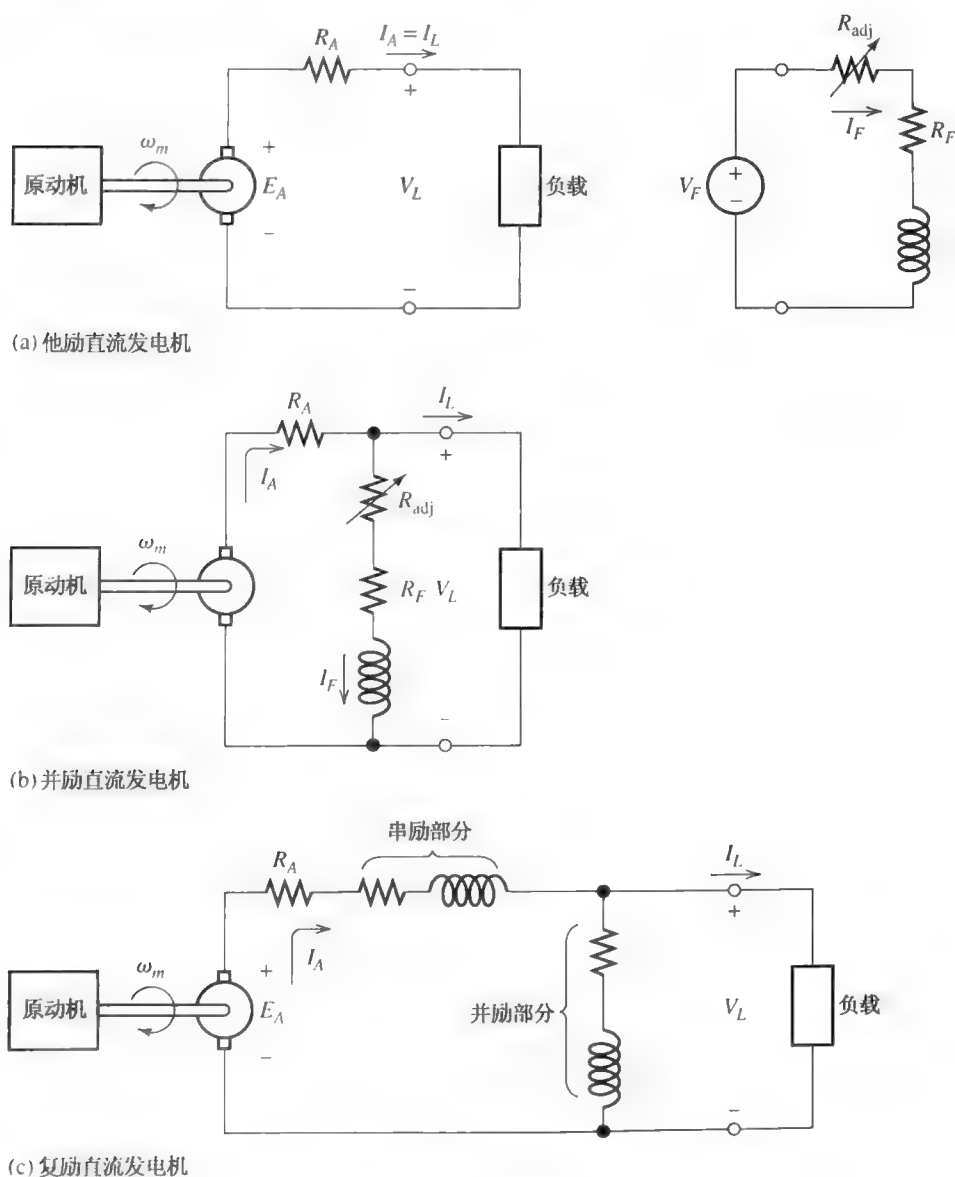 R_A
I_A = I_L
R_adj
+
I_F
R_F
ω_m
+
原动机
E_A
V_L
负载
V_F
+
−
−
−
(a) 他励直流发电机
R_A
I_L
+
I_A
R_adj
ω_m
原动机
R_F V_L
负载
I_F
−
(b) 并励直流发电机
串励部分
R_A
I_L
+
I_A
ω_m
+
原动机
E_A
并励部分
V_L
负载
−
−
(c) 复励直流发电机